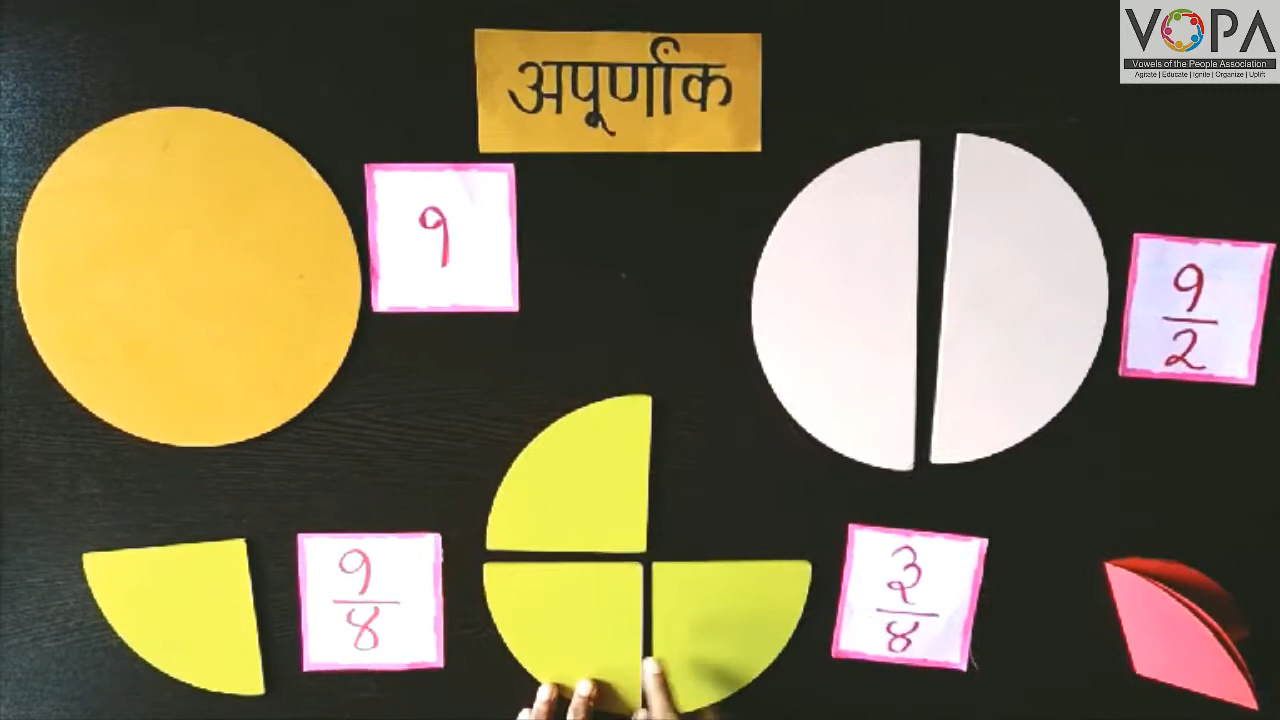 अपूर्णांक
VOPA
Vowels of the People Association
Agitate | Educate | Ignite | Organize | Uplift
१
१
२
१
४
३
४